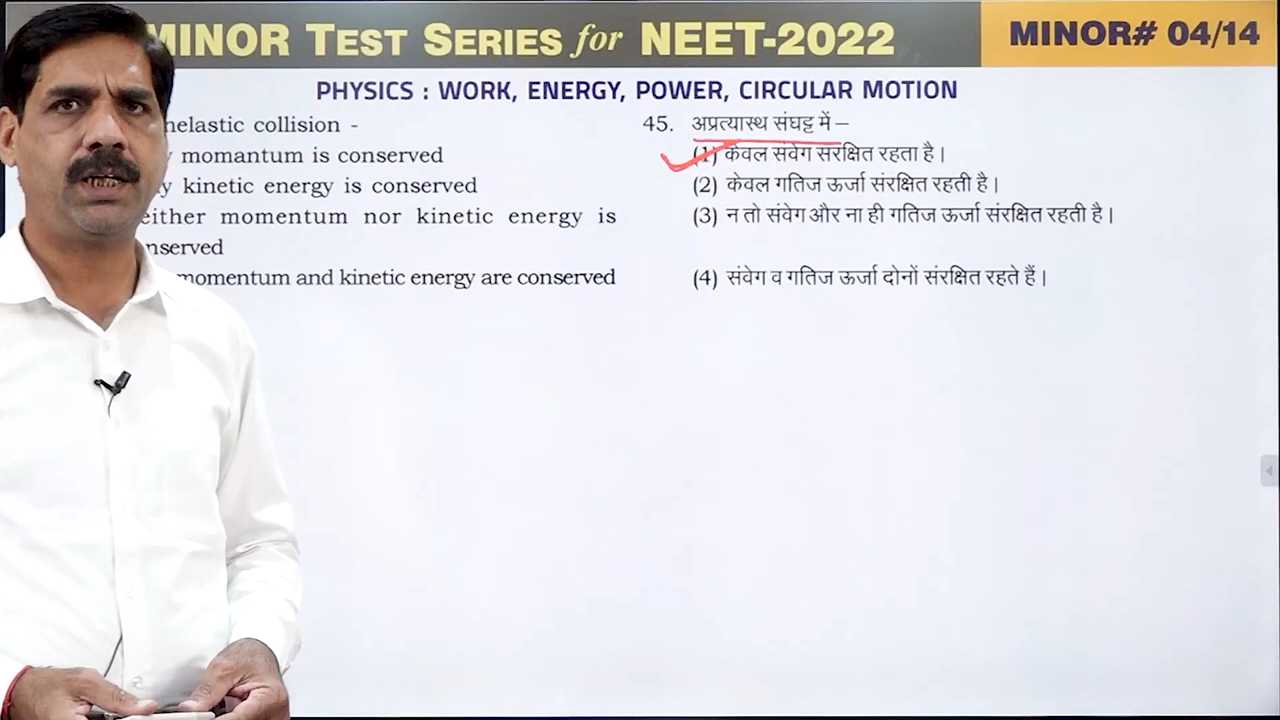 MINOR TEST SERIES for NEET-2022
MINOR# 04/14
PHYSICS : WORK, ENERGY, POWER, CIRCULAR MOTION
collision -
momantum is conserved
kinetic energy is conserved
momentum nor kinetic energy is
momentum and kinetic energy are conserved
45. अप्रत्यास्थ संघट्ट में–
(1) केवल संवेग संरक्षित रहता है।
(2) केवल गतिज ऊर्जा संरक्षित रहती है।
(3) न तो संवेग और ना ही गतिज ऊर्जा संरक्षित रहती है।
(4) संवेग व गतिज ऊर्जा दोनों संरक्षित रहते हैं।